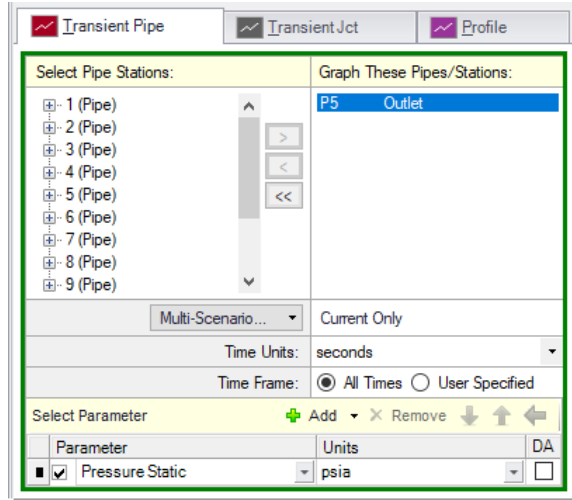 Transient Pipe Transient Jct Profile
Select Pipe Stations: Graph These Pipes/Stations:
1 (Pipe) P5 Outlet
2 (Pipe)
3 (Pipe) >
4 (Pipe) <
5 (Pipe) <<
6 (Pipe)
7 (Pipe)
8 (Pipe)
9 (Pipe)
Multi-Scenario... Current Only
Time Units: seconds
Time Frame: All Times User Specified
Select Parameter Add Remove
Parameter Units DA
Pressure Static psia